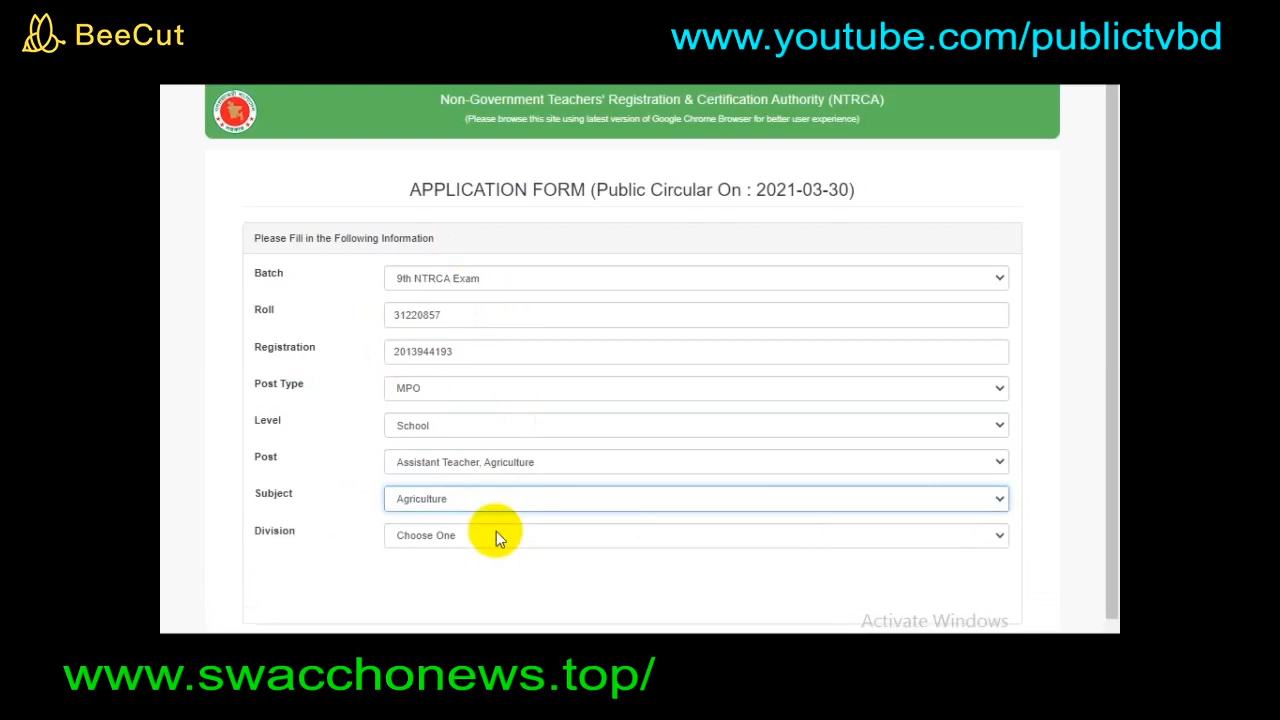 BeeCut
www.youtube.com/publictvbd
Non-Government Teachers' Registration & Certification Authority (NTRCA)
(Please browse this site using latest version of Google Chrome Browser for better user experience)
APPLICATION FORM (Public Circular On : 2021-03-30)
Please Fill in the Following Information
Batch 9th NTRCA Exam
Roll 31220857
Registration 2013944193
Post Type MPO
Level School
Post Assistant Teacher, Agriculture
Subject Agriculture
Division Choose One
Activate Windows
www.swacchonews.top/